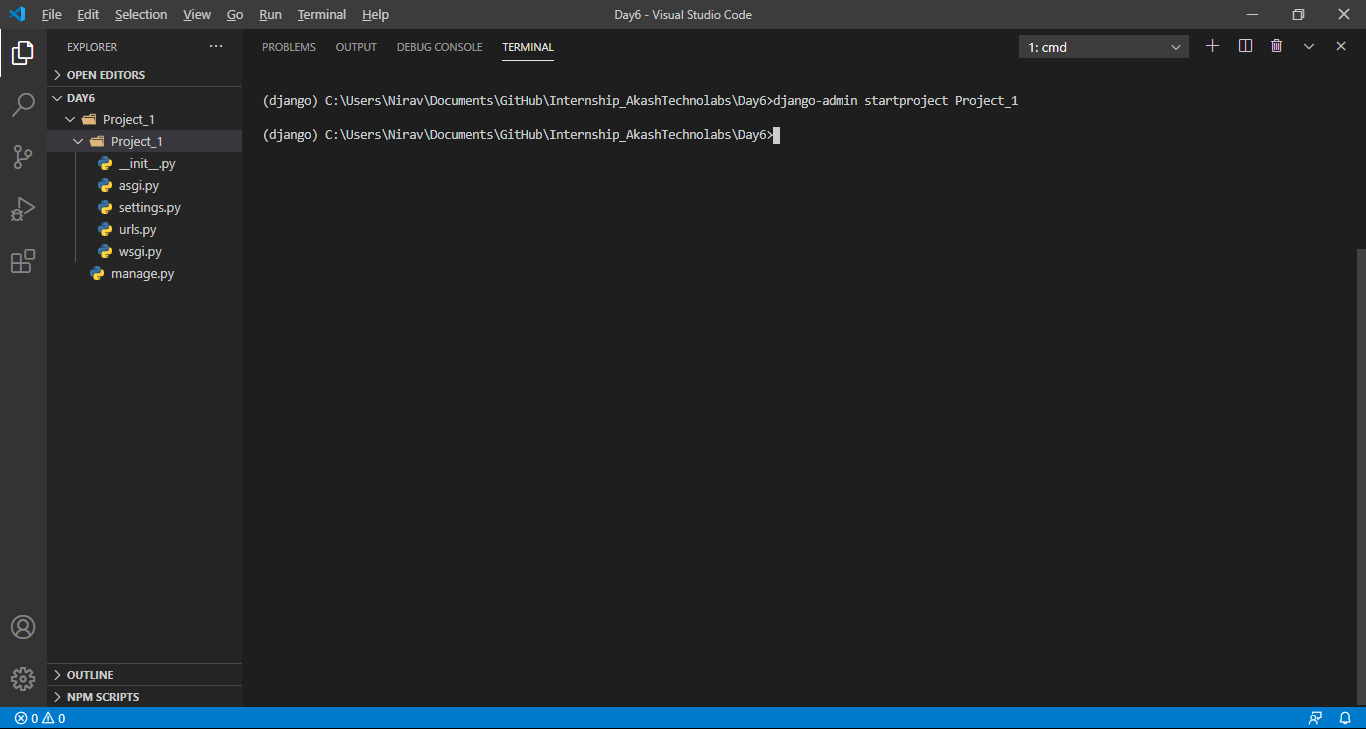 File Edit Selection View Go Run Terminal Help
Day6 - Visual Studio Code
EXPLORER
OPEN EDITORS
DAY6
Project_1
Project_1
__init__.py
asgi.py
settings.py
urls.py
wsgi.py
manage.py
OUTLINE
NPM SCRIPTS
PROBLEMS OUTPUT DEBUG CONSOLE TERMINAL
1: cmd
(django) C:\Users\Nirav\Documents\GitHub\Internship_AkashTechnolabs\Day6>django-admin startproject Project_1
(django) C:\Users\Nirav\Documents\GitHub\Internship_AkashTechnolabs\Day6>
0 0